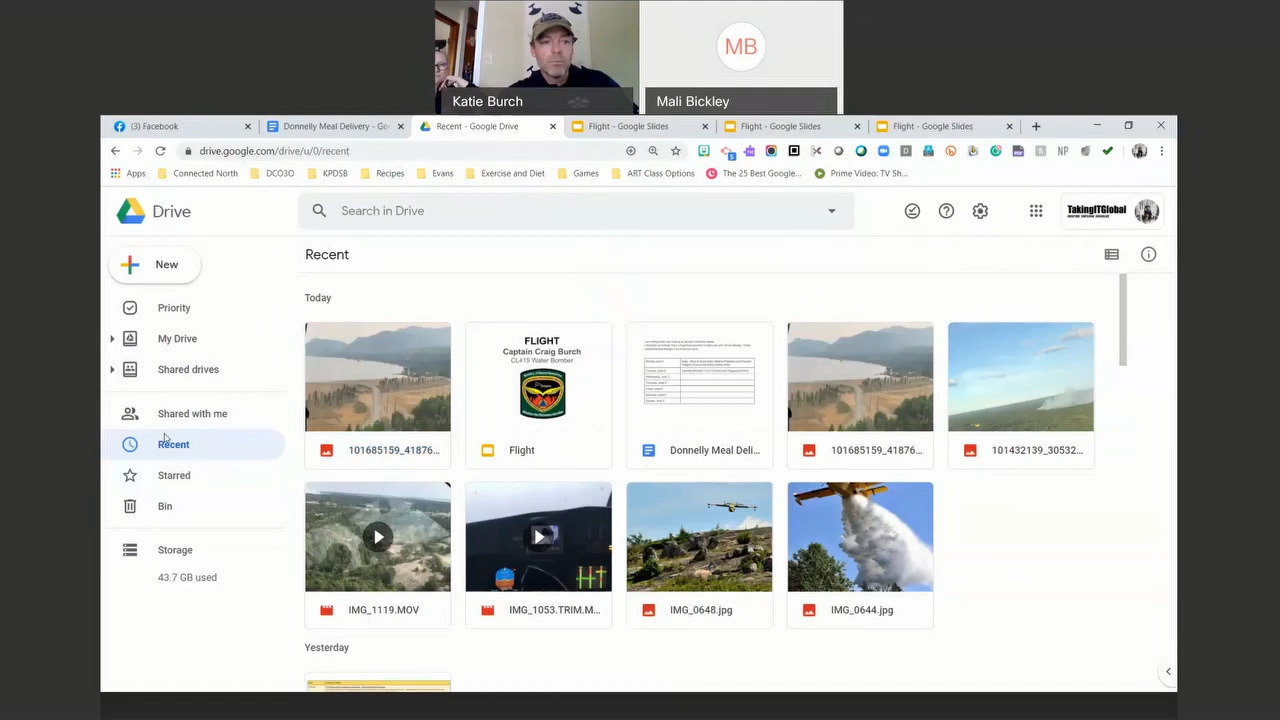 MB
Katie Burch
Mali Bickley
(3) Facebook
Donnelly Meal Delivery - Go
Recent - Google Drive
Flight - Google Slides
Flight - Google Slides
Flight - Google Slides
drive.google.com/drive/u/0/recent
NP
Apps
Connected North
DCO3O
KPDSB
Recipes
Evans
Exercise and Diet
Games
ART Class Options
The 25 Best Google...
Prime Video: TV Sh...
Drive
Search in Drive
TakingITGlobal
New
Recent
Priority
My Drive
Shared drives
Shared with me
Recent
Starred
Bin
Storage
43.7 GB used
Today
FLIGHT
Captain Craig Burch
CL415 Water Bomber
101685159_41876...
Flight
Donnelly Meal Deli...
101685159_41876...
101432139_30532...
IMG_1119.MOV
IMG_1053.TRIM.M...
IMG_0648.jpg
IMG_0644.jpg
Yesterday